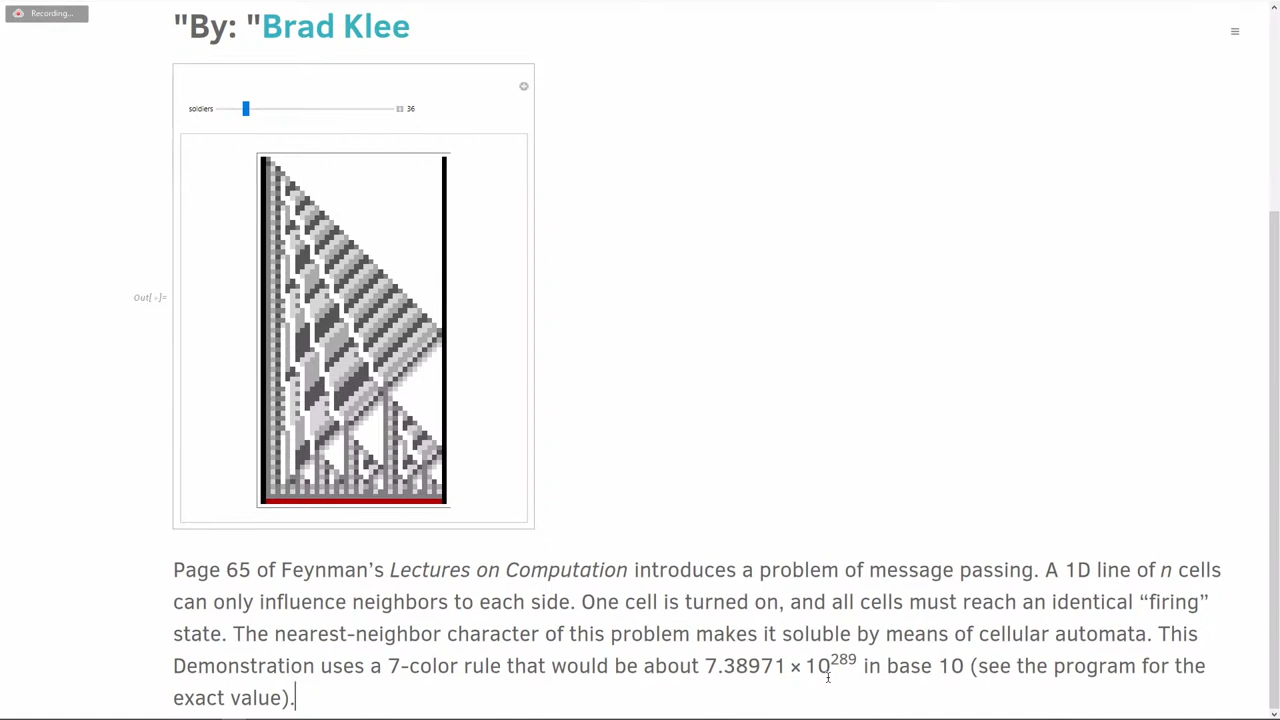 Recording...
"By: "Brad Klee
soldiers 36
Out[ ]=
Page 65 of Feynman’s Lectures on Computation introduces a problem of message passing. A 1D line of n cells
can only influence neighbors to each side. One cell is turned on, and all cells must reach an identical “firing”
state. The nearest-neighbor character of this problem makes it soluble by means of cellular automata. This
Demonstration uses a 7-color rule that would be about 7.38971 × 10^289 in base 10 (see the program for the
exact value).